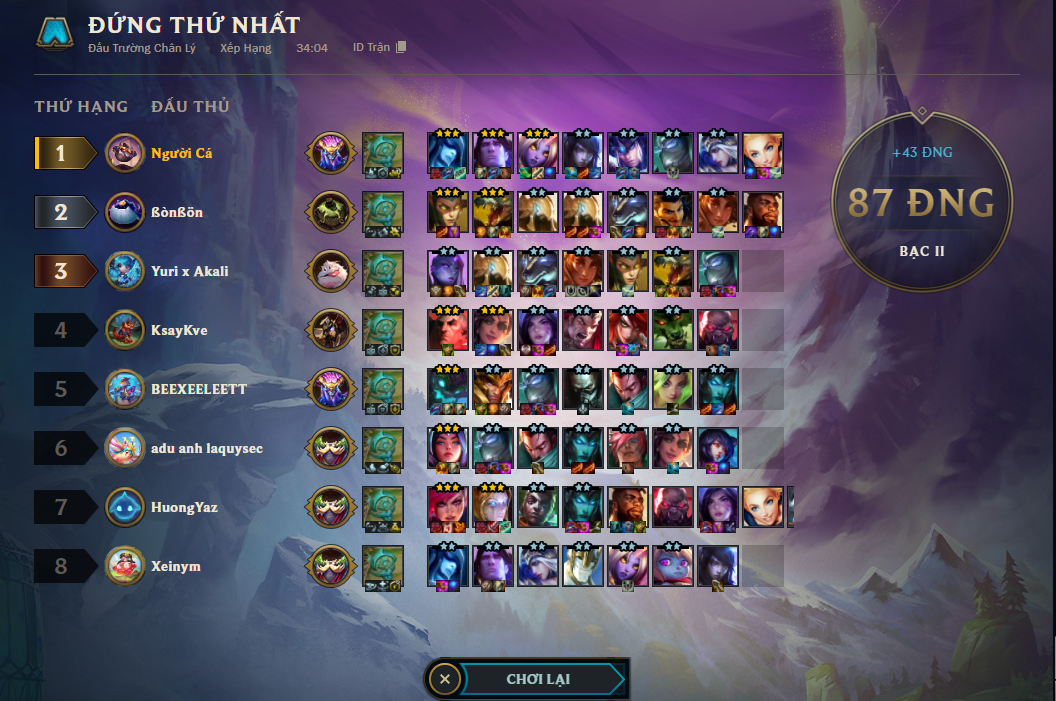 ĐỨNG THỨ NHẤT
Đấu Trường Chân Lý Xếp Hạng 34:04 ID Trận
THỨ HẠNG ĐẤU THỦ
1 Người Cá
2 ßònßön
3 Yuri x Akali
4 KsayKve
5 BEEXEELEETT
6 adu anh laquysec
7 HuongYaz
8 Xeinym
+43 ĐNG
87 ĐNG
BẠC II
CHƠI LẠI